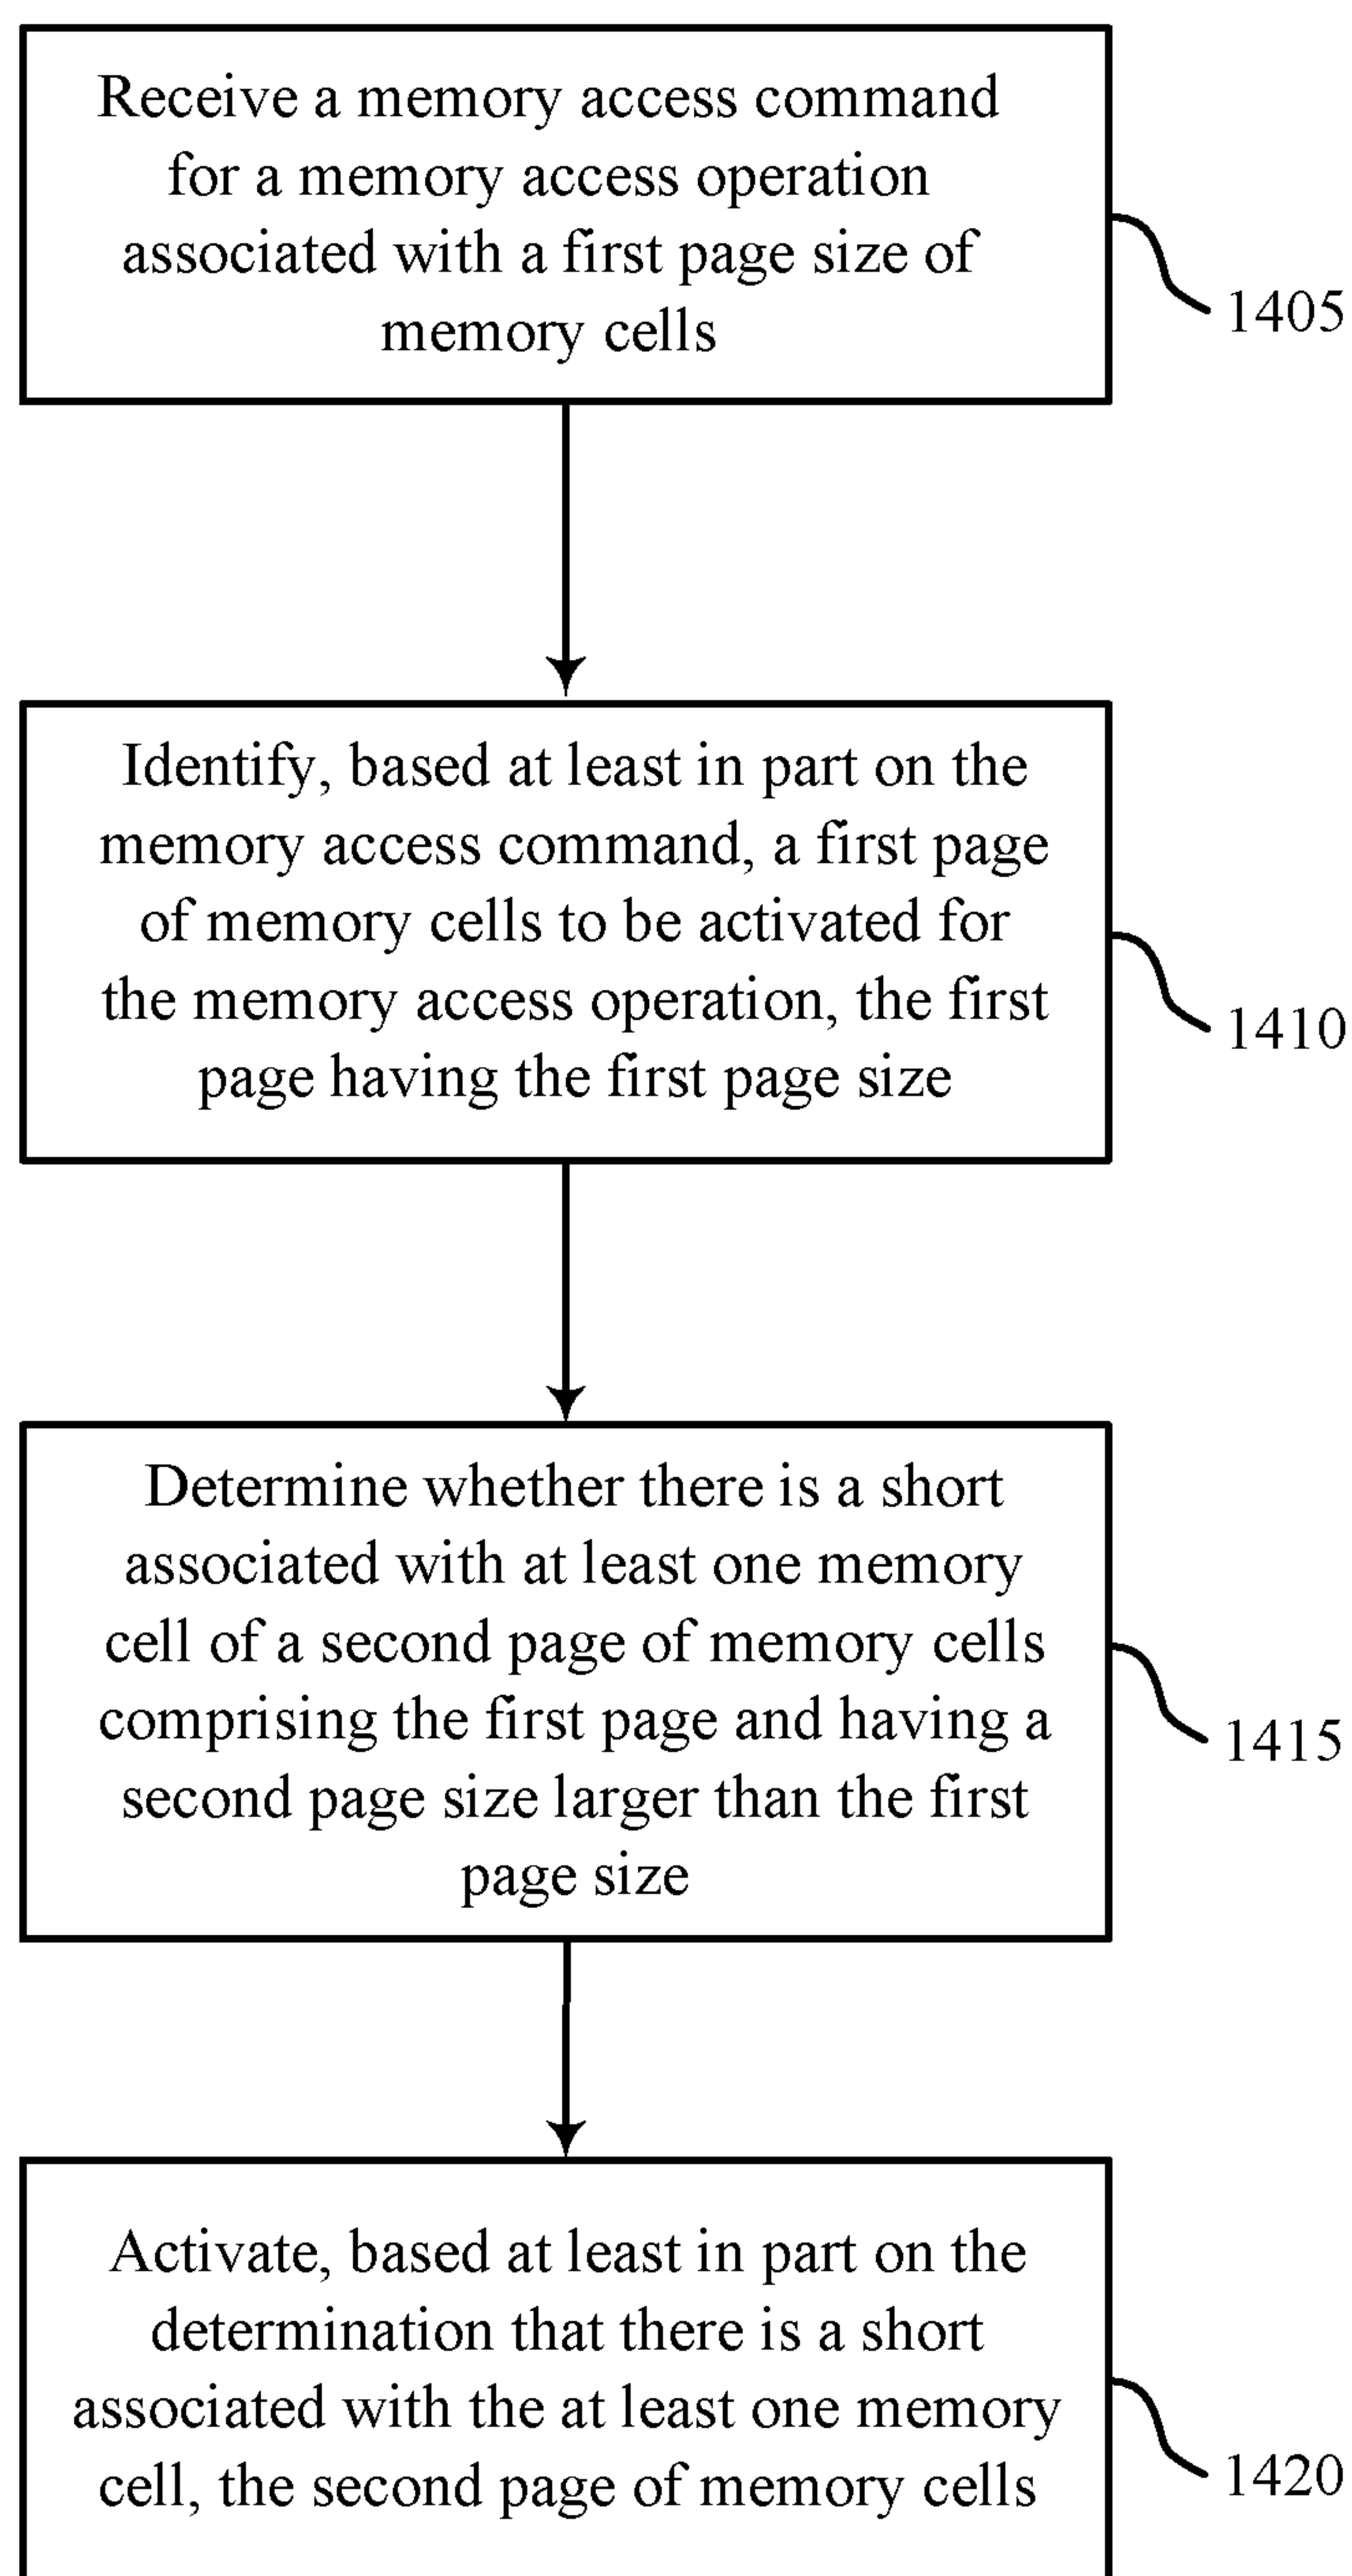 Receive a memory access command
for a memory access operation
associated with a first page size of
memory cells
1405
Identify, based at least in part on the
memory access command, a first page
of memory cells to be activated for
the memory access operation, the first
page having the first page size
1410
Determine whether there is a short
associated with at least one memory
cell of a second page of memory cells
comprising the first page and having a
second page size larger than the first
page size
1415
Activate, based at least in part on the
determination that there is a short
associated with the at least one memory
cell, the second page of memory cells
1420